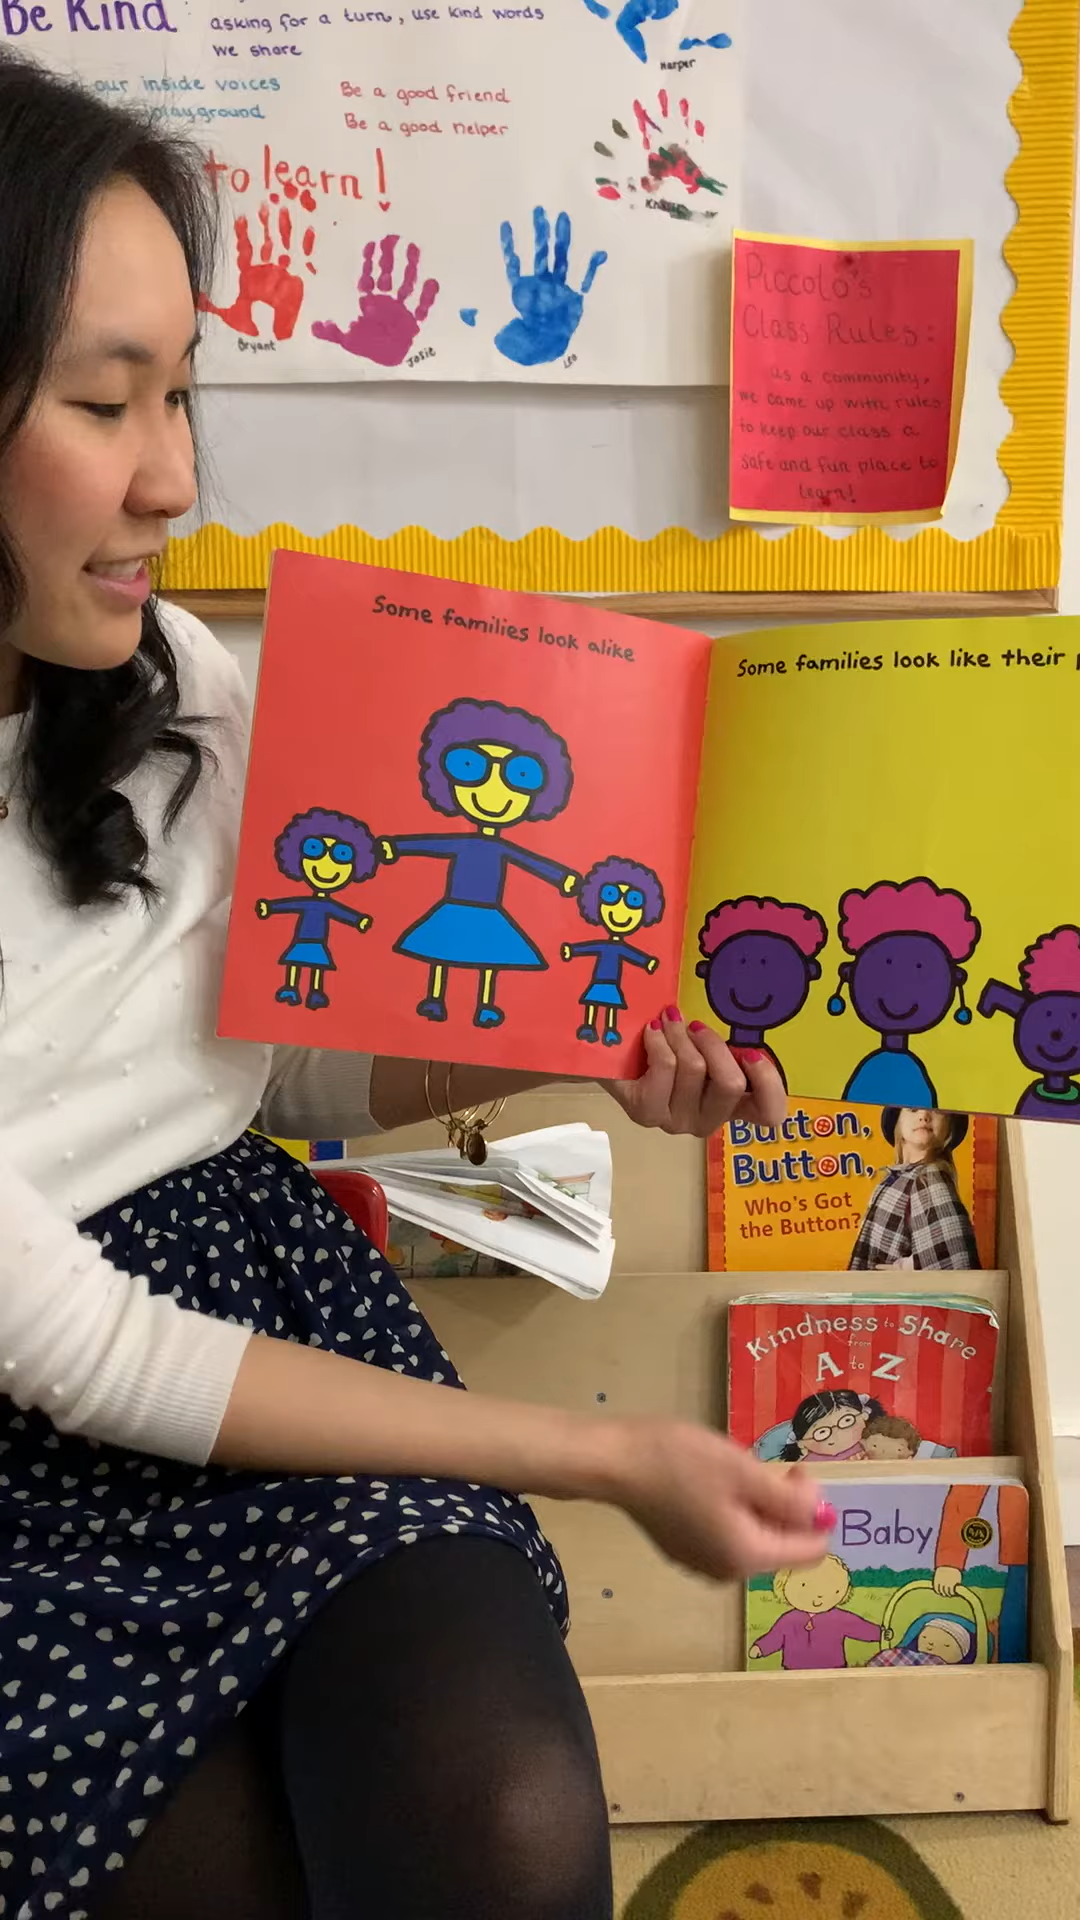 Be Kind:
asking for a turn, use kind words
we share
our inside voices
playground
Be a good friend
Be a good helper
to learn!
Harper
Bryant
Josie
Leo
Piccolo's
Class Rules:
as a community,
we came up with rules
to keep our class a
safe and fun place to
learn!
Some families look alike
Some families look like their
Button,
Button,
Who's Got
the Button?
Kindness to Share
from
A to Z
Baby